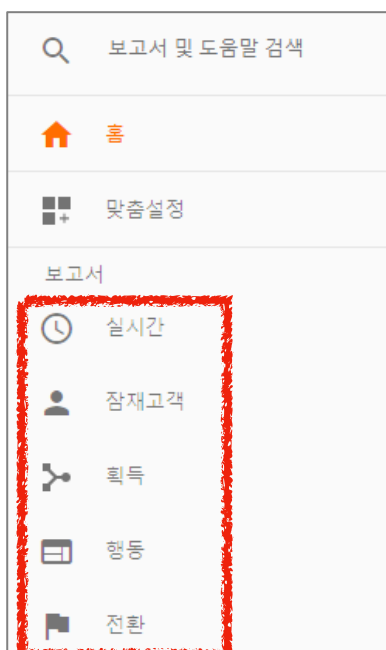 보고서 및 도움말 검색
홈
맞춤설정
보고서
실시간
잠재고객
획득
행동
전환